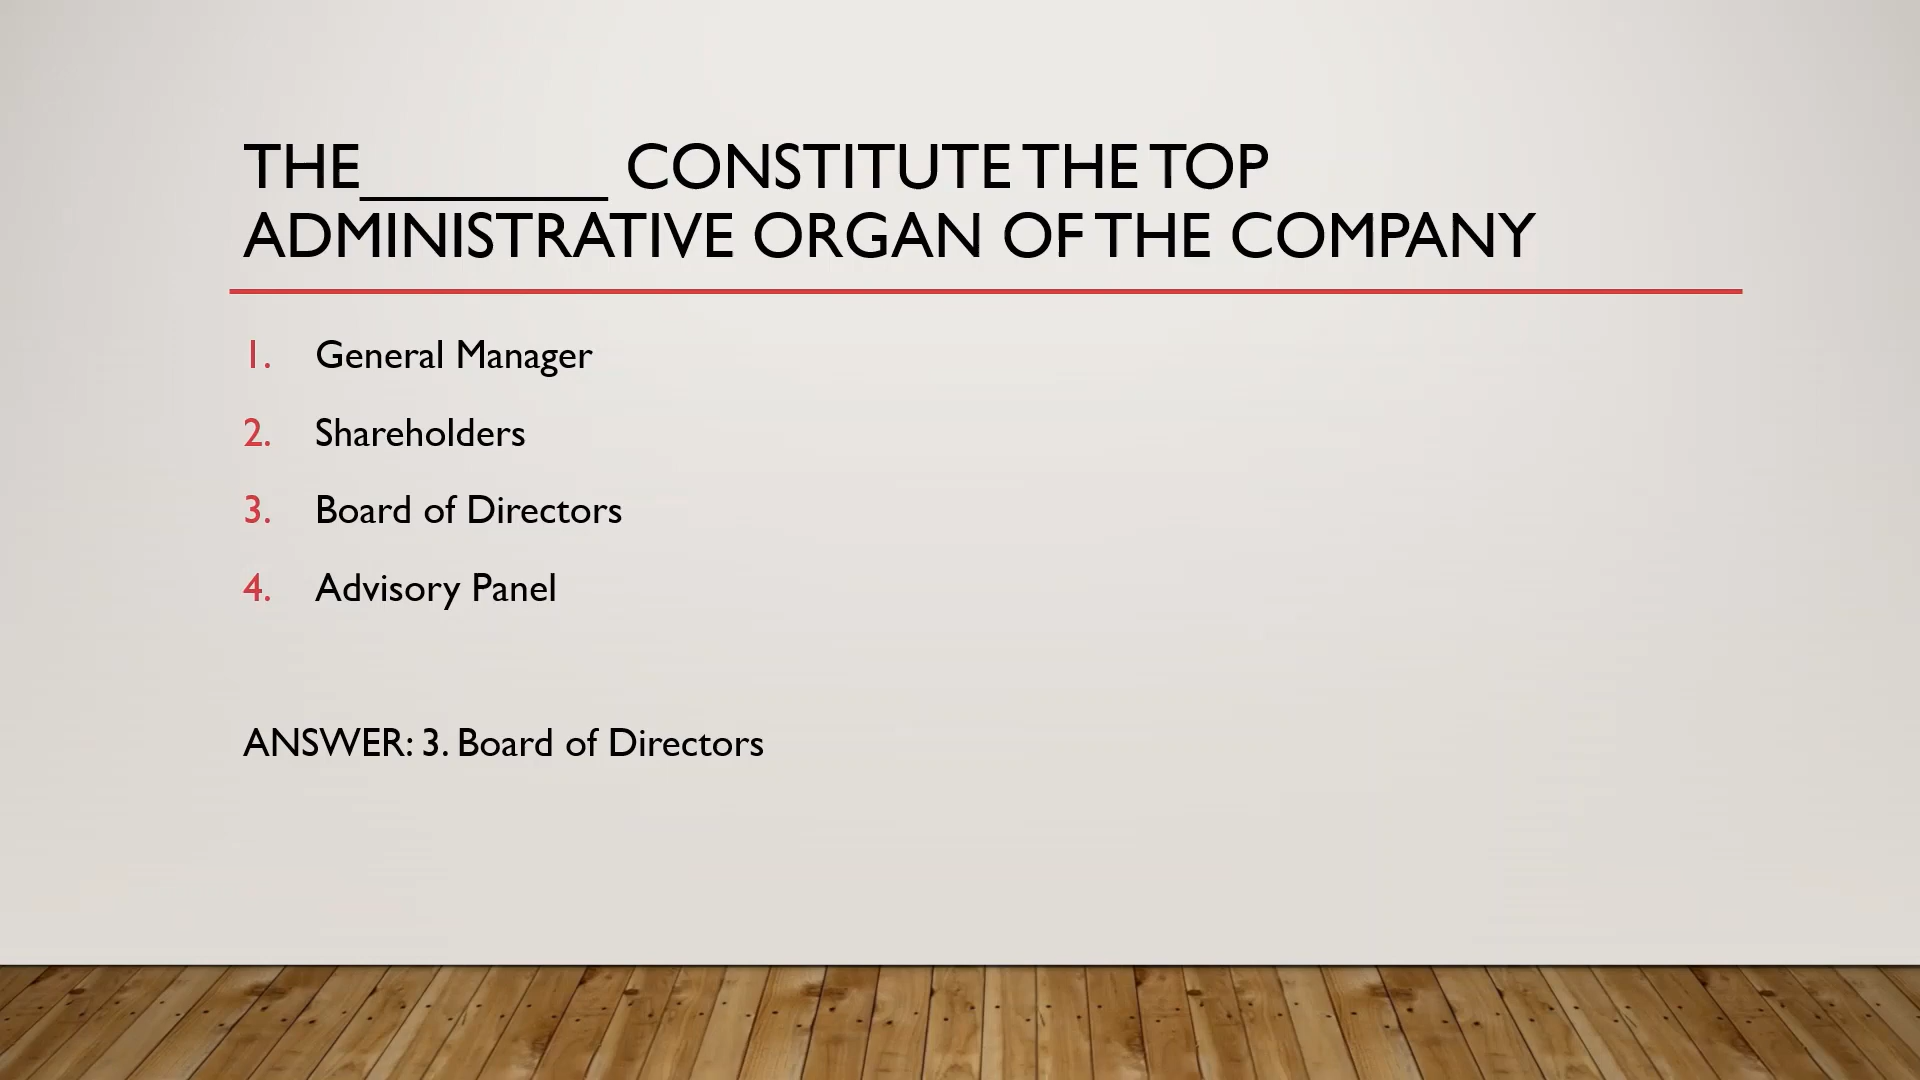 THE________ CONSTITUTE THE TOP
ADMINISTRATIVE ORGAN OF THE COMPANY
1. General Manager
2. Shareholders
3. Board of Directors
4. Advisory Panel
ANSWER: 3. Board of Directors